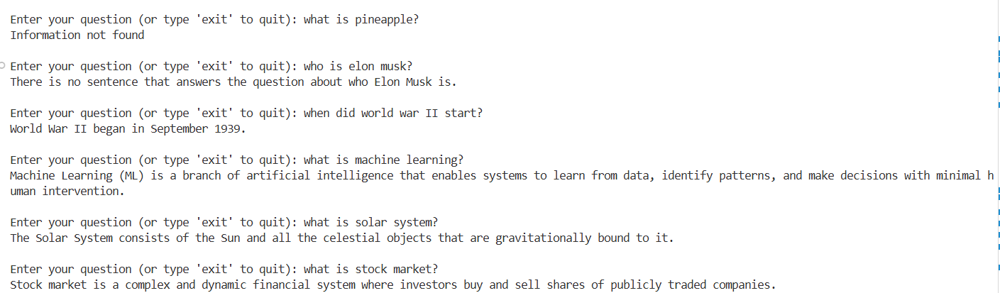 Enter your question (or type 'exit' to quit): what is pineapple?
Information not found
Enter your question (or type 'exit' to quit): who is elon musk?
There is no sentence that answers the question about who Elon Musk is.
Enter your question (or type 'exit' to quit): when did world war II start?
World War II began in September 1939.
Enter your question (or type 'exit' to quit): what is machine learning?
Machine Learning (ML) is a branch of artificial intelligence that enables systems to learn from data, identify patterns, and make decisions with minimal h
uman intervention.
Enter your question (or type 'exit' to quit): what is solar system?
The Solar System consists of the Sun and all the celestial objects that are gravitationally bound to it.
Enter your question (or type 'exit' to quit): what is stock market?
Stock market is a complex and dynamic financial system where investors buy and sell shares of publicly traded companies.